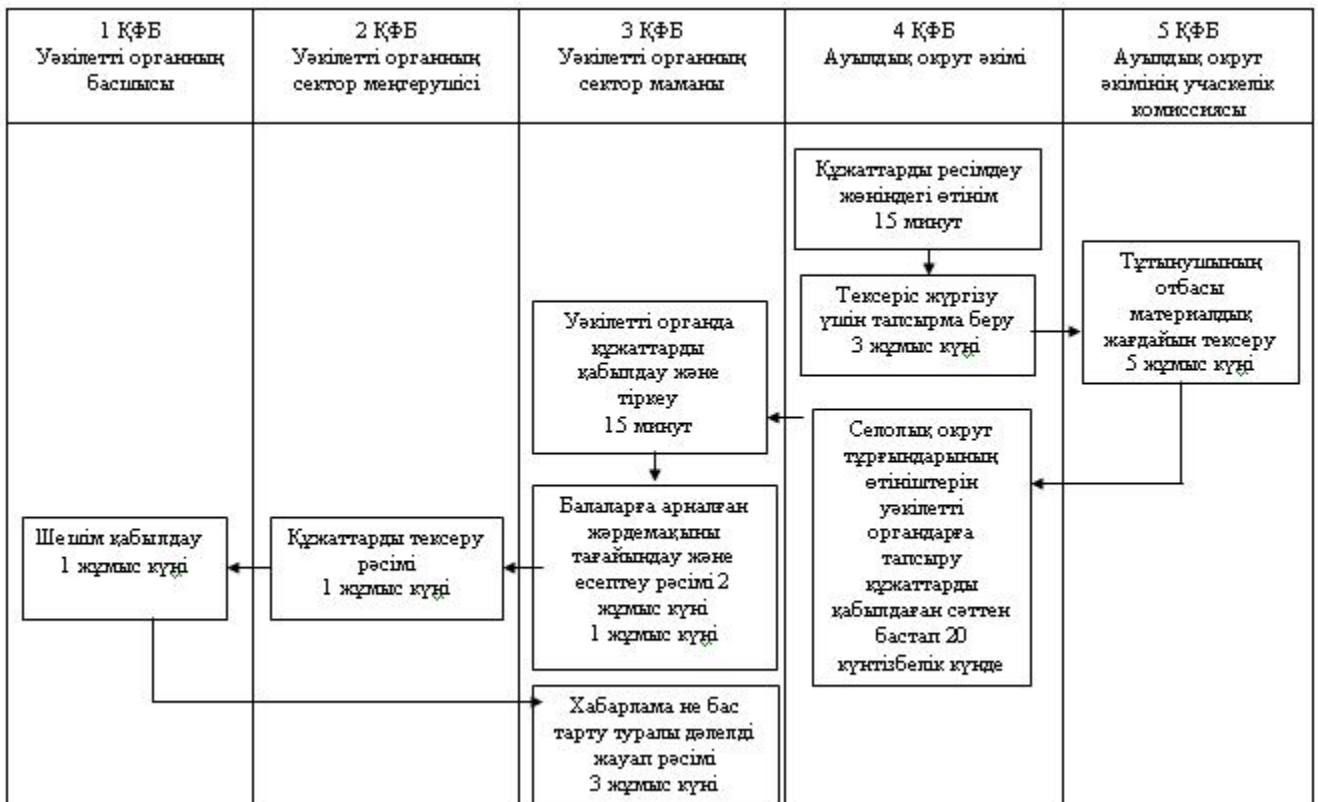 1 ҚФБ
Уәкілетті органның
басшысы
2 ҚФБ
Уәкілетті органның
сектор меңгерушісі
3 ҚФБ
Уәкілетті органның
сектор маманы
4 ҚФБ
Ауылдық округ әкімі
5 ҚФБ
Ауылдық округ
әкімінің учаскелік
комиссиясы
Құжаттарды ресімдеу
жөніндегі өтінім
15 минут
Тексеріс жүргізу
үшін тапсырма беру
3 жұмыс күні
Тұтынушының
отбасы
материалдық
жағдайын тексеру
5 жұмыс күні
Селолық округ
тұрғындарының
өтініштерін
уәкілетті
органдарға
тапсыру
құжаттарды
қабылдаған сәттен
бастап 20
күнтізбелік күнде
Уәкілетті органда
құжаттарды
қабылдау және
тіркеу
15 минут
Балаларға арналған
жәрдемақыны
тағайындау және
есептеу рәсімі 2
жұмыс күні
1 жұмыс күні
Құжаттарды тексеру
рәсімі
1 жұмыс күні
Шешім қабылдау
1 жұмыс күні
Хабарлама не бас
тарту туралы дәлелді
жауап рәсімі
3 жұмыс күні